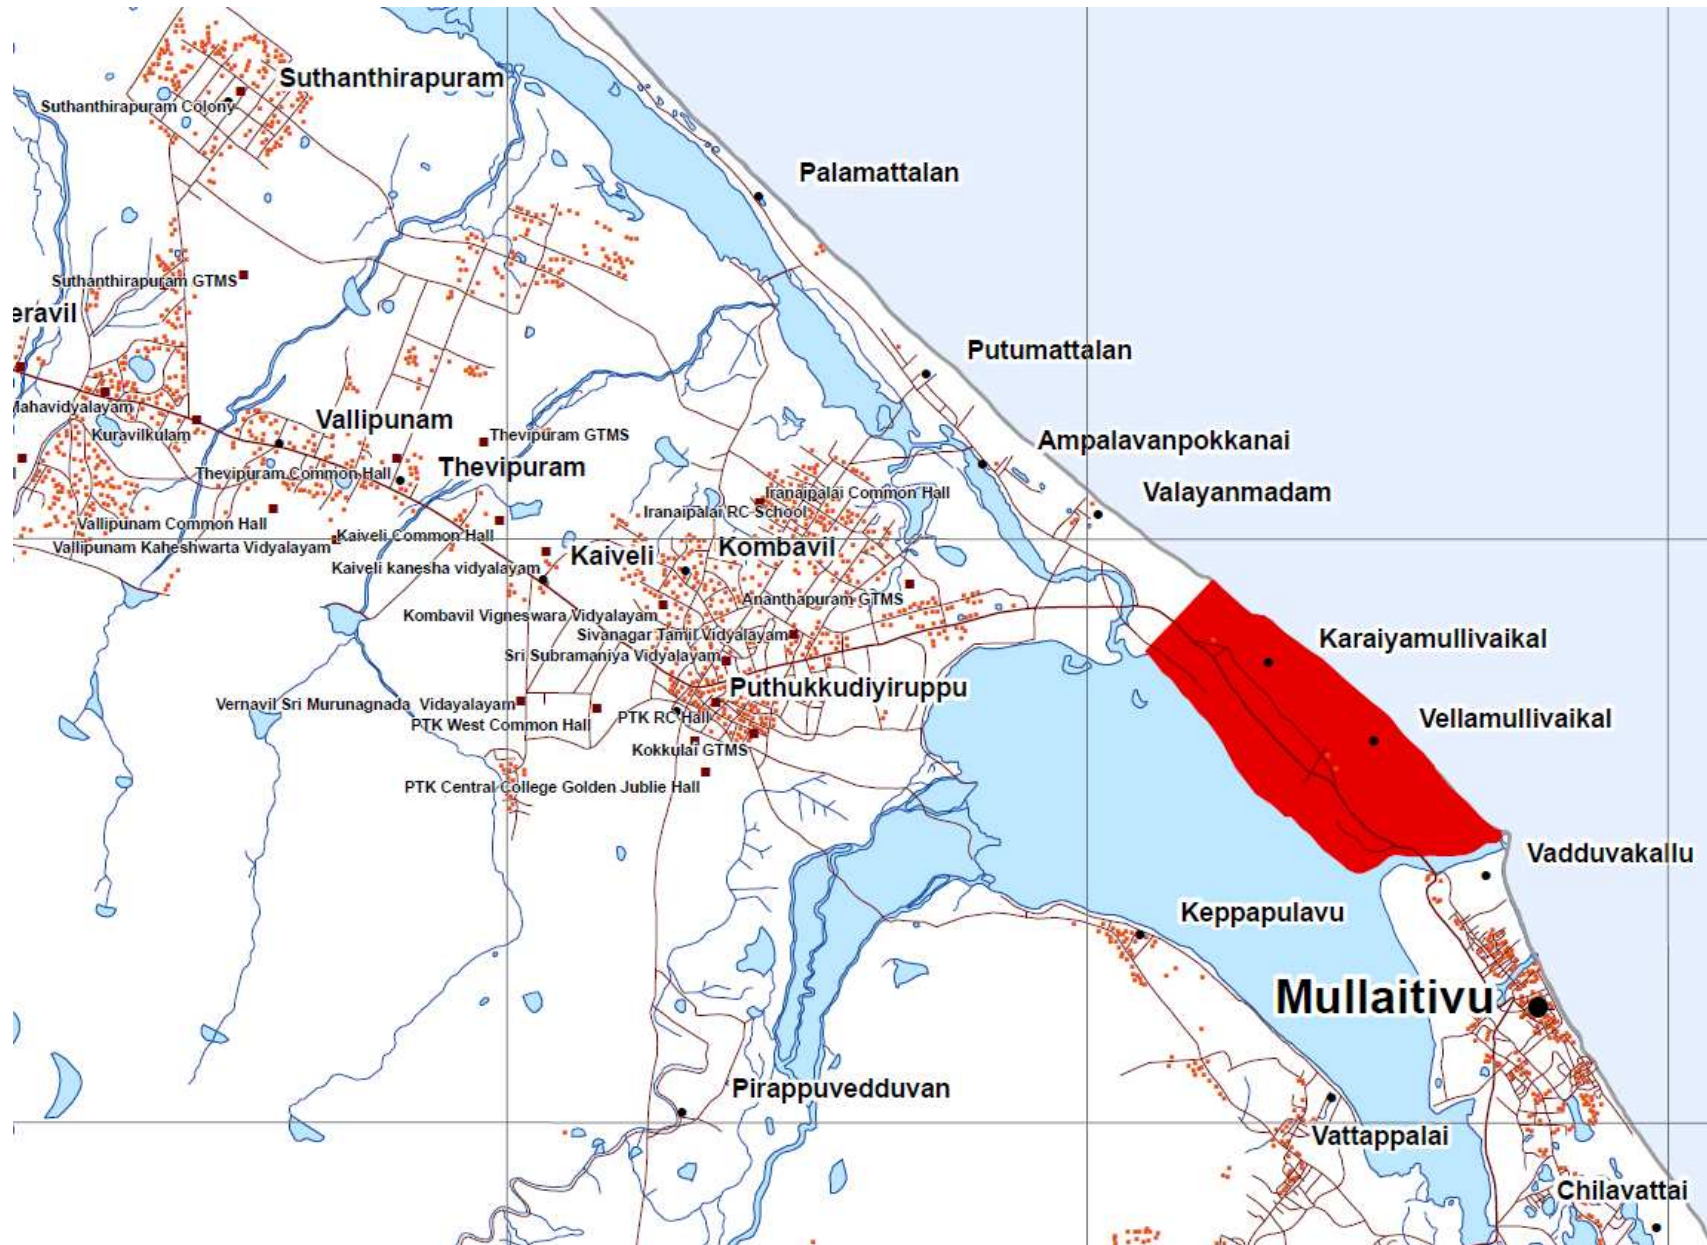 Suthanthirapuram
Suthanthirapuram Colony
Palamattalan
Suthanthirapuram GTMS
eravil
Putumattalan
Mahavidyalayam
Vallipunam
Kuravilkulam
Thevipuram GTMS
Ampalavanpokkanai
Thevipuram Common Hall
Thevipuram
Valayanmadam
Iranaipalai Common Hall
Iranaipalai RC School
Vallipunam Common Hall
Kaiveli Common Hall
Vallipunam Kaheshwarta Vidyalayam
Kombavil
Kaiveli
Kaiveli kanesha vidyalayam
Ananthapuram GTMS
Kombavil Vigneswara Vidyalayam
Sivanagar Tamil Vidyalayam
Karaiyamullivaikal
Sri Subramaniya Vidyalayam
Puthukkudiyiruppu
Vernavil Sri Murunagnada Vidayalayam
PTK RC Hall
Vellamullivaikal
PTK West Common Hall
Kokkulai GTMS
PTK Central College Golden Jublie Hall
Vadduvakallu
Keppapulavu
Mullaitivu
Pirappuvedduvan
Vattappalai
Chilavattai